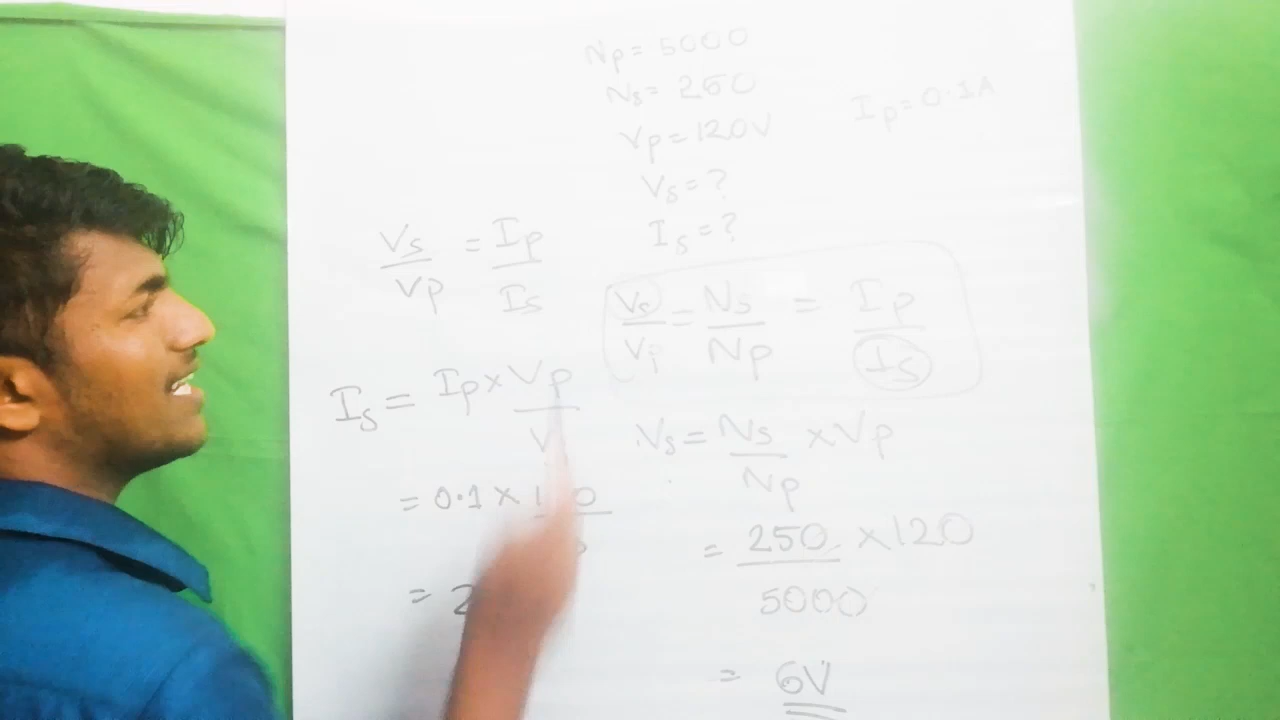 Np = 5000
Ns = 250
Ip = 0.1A
Vp = 120V
Vs = ?
Is = ?
Vs/Vp = Ip/Is
Vs/Vp = Ns/Np = Ip/Is
Is = Ip × Vp/V
Vs = Ns/Np × Vp
= 0.1 ×
= 250/5000 × 120
= 2
= 6V